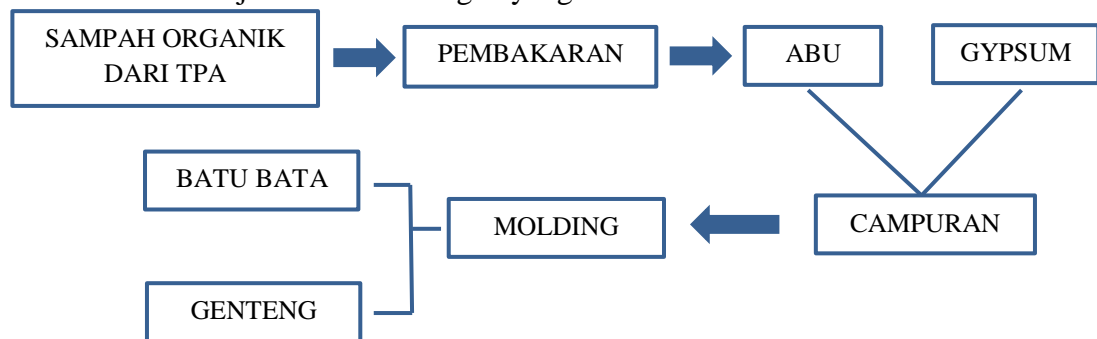 SAMPAH ORGANIK
DARI TPA
PEMBAKARAN
ABU
GYPSUM
BATU BATA
MOLDING
CAMPURAN
GENTENG